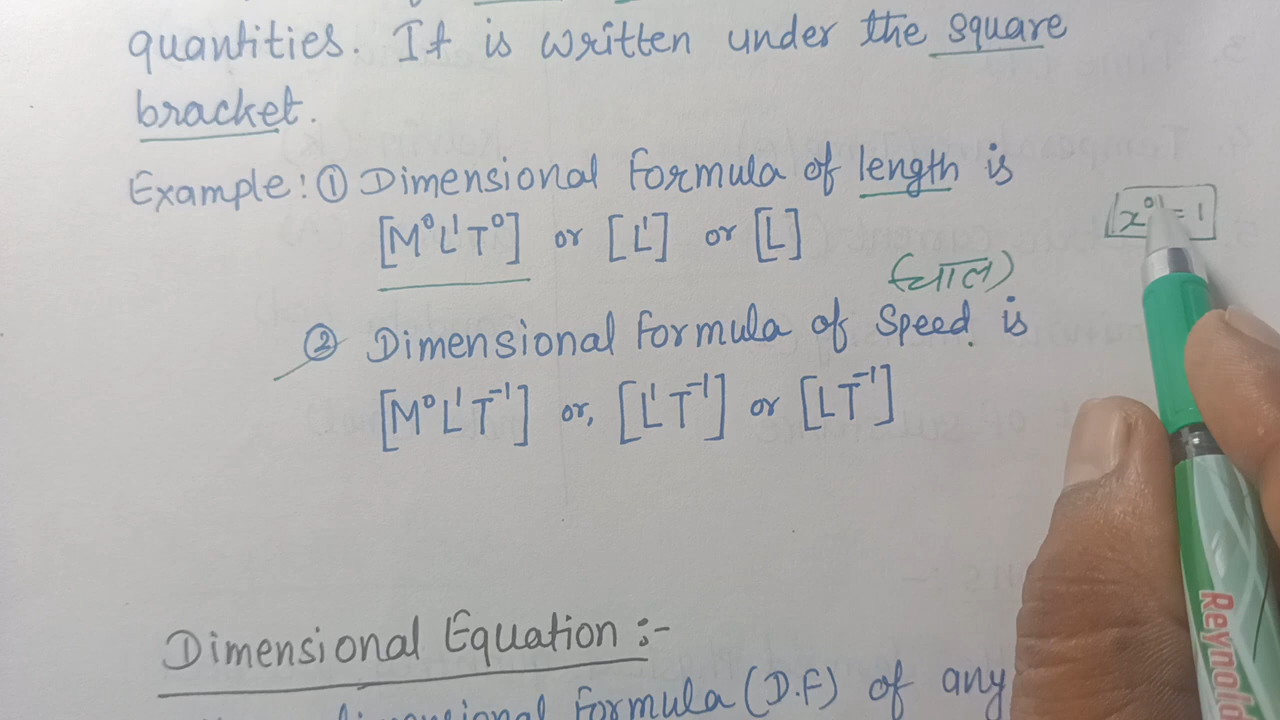 quantities. It is written under the square
bracket.
Example: ① Dimensional formula of length is
[M⁰L¹T⁰] or [L¹] or [L]
x⁰ = 1
(चाल)
② Dimensional formula of Speed is
[M⁰L¹T⁻¹] or, [L¹T⁻¹] or [LT⁻¹]
Dimensional Equation :-
formula (D.F) of any
Reynold